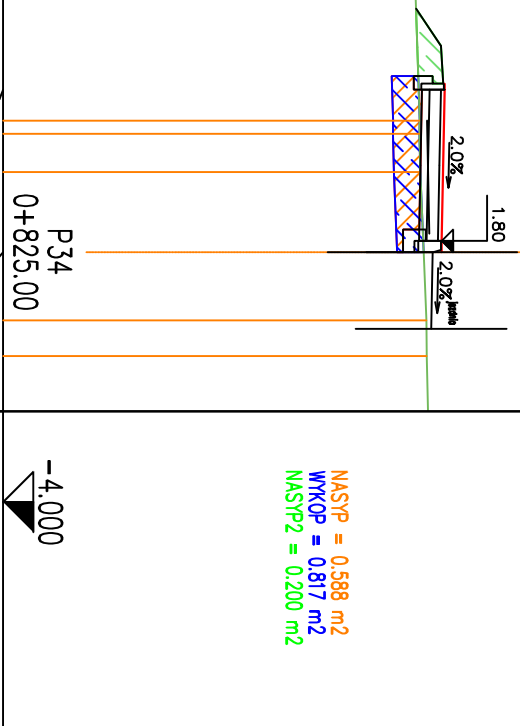 2.0%
1.80
2.0%
jezdnia
P34
0+825.00
NASYP = 0.588 m2
WYKOP = 0.817 m2
NASYP2 = 0.200 m2
-4.000